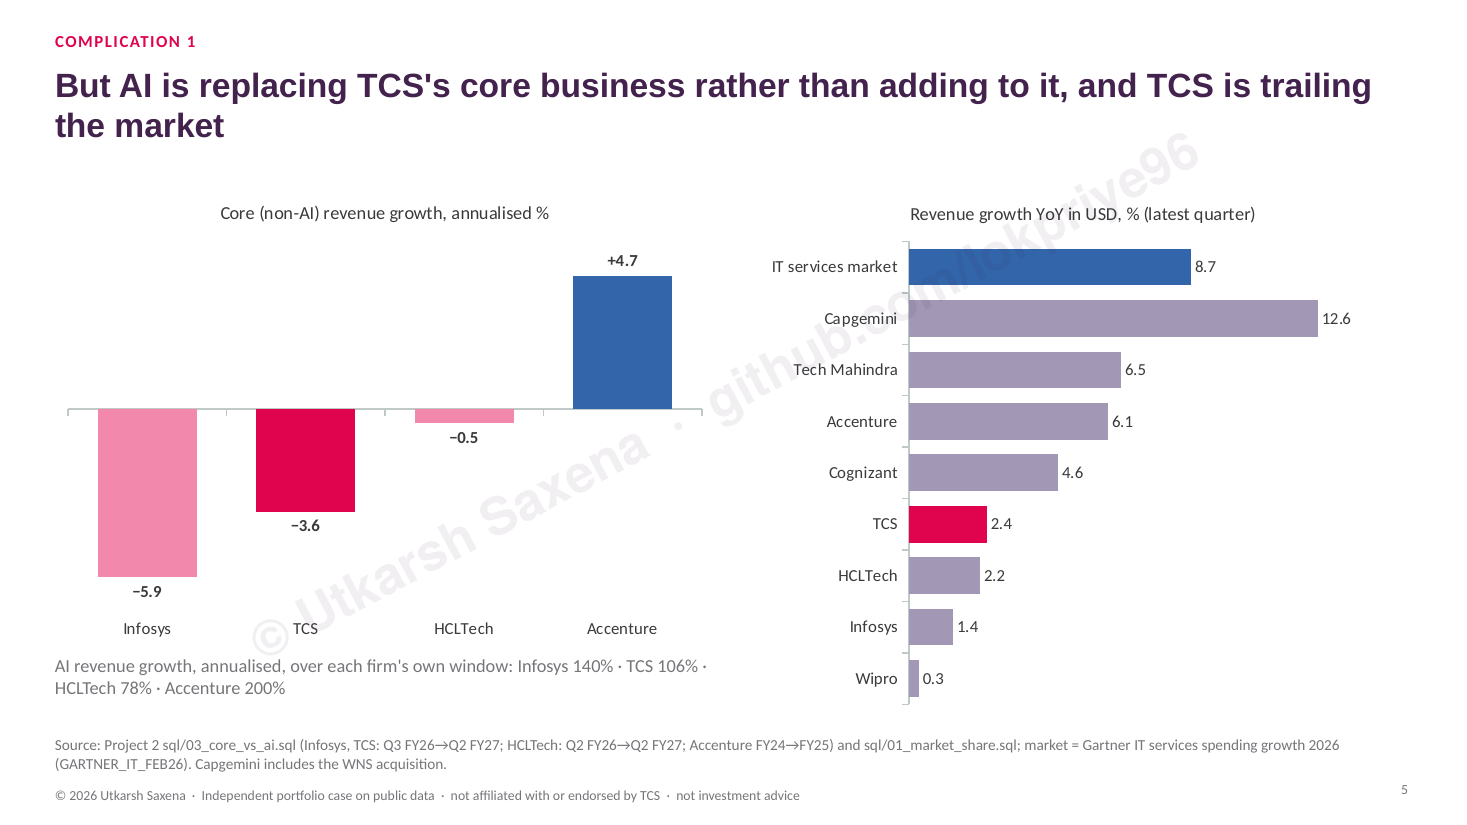 COMPLICATION 1
But AI is replacing TCS's core business rather than adding to it, and TCS is trailing
the market
Core (non-AI) revenue growth, annualised %
+4.7
−0.5
−3.6
−5.9
Infosys
TCS
HCLTech
Accenture
AI revenue growth, annualised, over each firm's own window: Infosys 140% · TCS 106% ·
HCLTech 78% · Accenture 200%
Revenue growth YoY in USD, % (latest quarter)
IT services market 8.7
Capgemini 12.6
Tech Mahindra 6.5
Accenture 6.1
Cognizant 4.6
TCS 2.4
HCLTech 2.2
Infosys 1.4
Wipro 0.3
© Utkarsh Saxena · github.com/lokprive96
Source: Project 2 sql/03_core_vs_ai.sql (Infosys, TCS: Q3 FY26→Q2 FY27; HCLTech: Q2 FY26→Q2 FY27; Accenture FY24→FY25) and sql/01_market_share.sql; market = Gartner IT services spending growth 2026
(GARTNER_IT_FEB26). Capgemini includes the WNS acquisition.
© 2026 Utkarsh Saxena · Independent portfolio case on public data · not affiliated with or endorsed by TCS · not investment advice
5